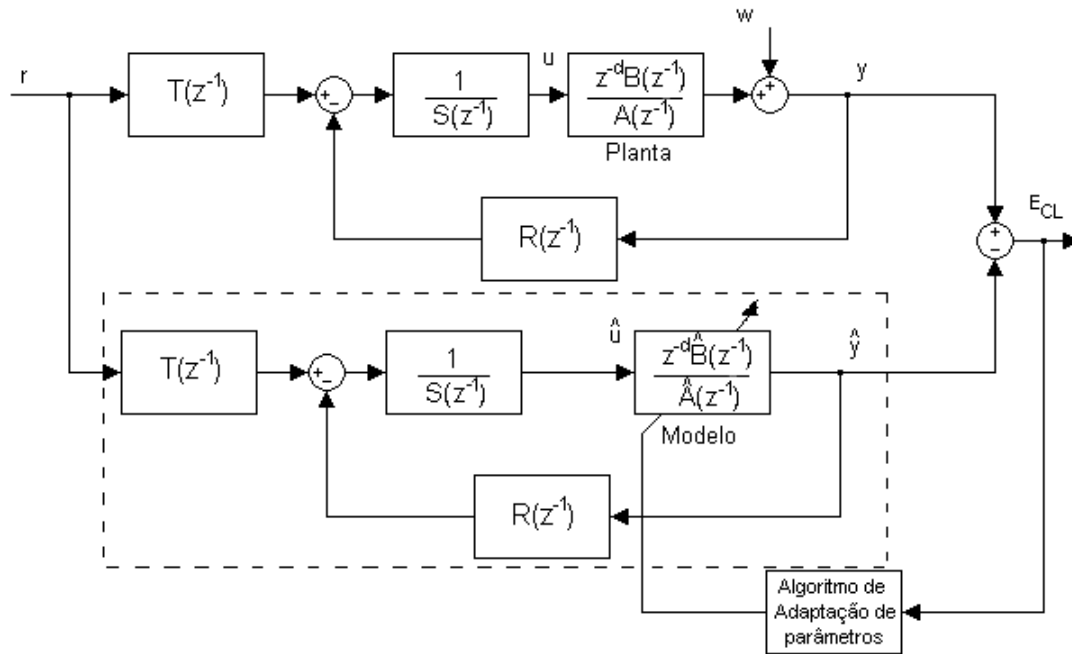 w
r
T(z⁻¹)
+
−
1
S(z⁻¹)
u
z⁻ᵈB(z⁻¹)
A(z⁻¹)
Planta
+
+
y
R(z⁻¹)
+
−
E_CL
T(z⁻¹)
+
−
1
S(z⁻¹)
û
z⁻ᵈB̂(z⁻¹)
Â(z⁻¹)
Modelo
ŷ
R(z⁻¹)
Algoritmo de
Adaptação de
parâmetros